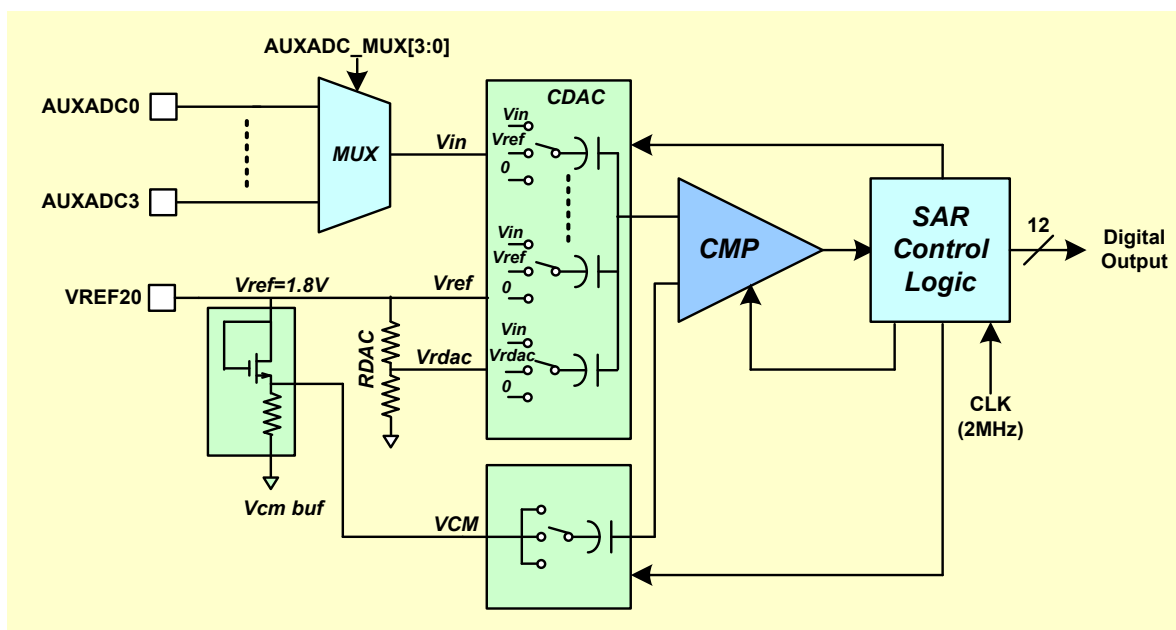 AUXADC_MUX[3:0]
AUXADC0
AUXADC3
MUX
Vin
CDAC
Vin
Vref
0
Vin
Vref
0
Vin
Vrdac
0
VREF20
Vref=1.8V
Vref
RDAC
Vrdac
Vcm buf
VCM
CMP
SAR
Control
Logic
12
Digital
Output
CLK
(2MHz)